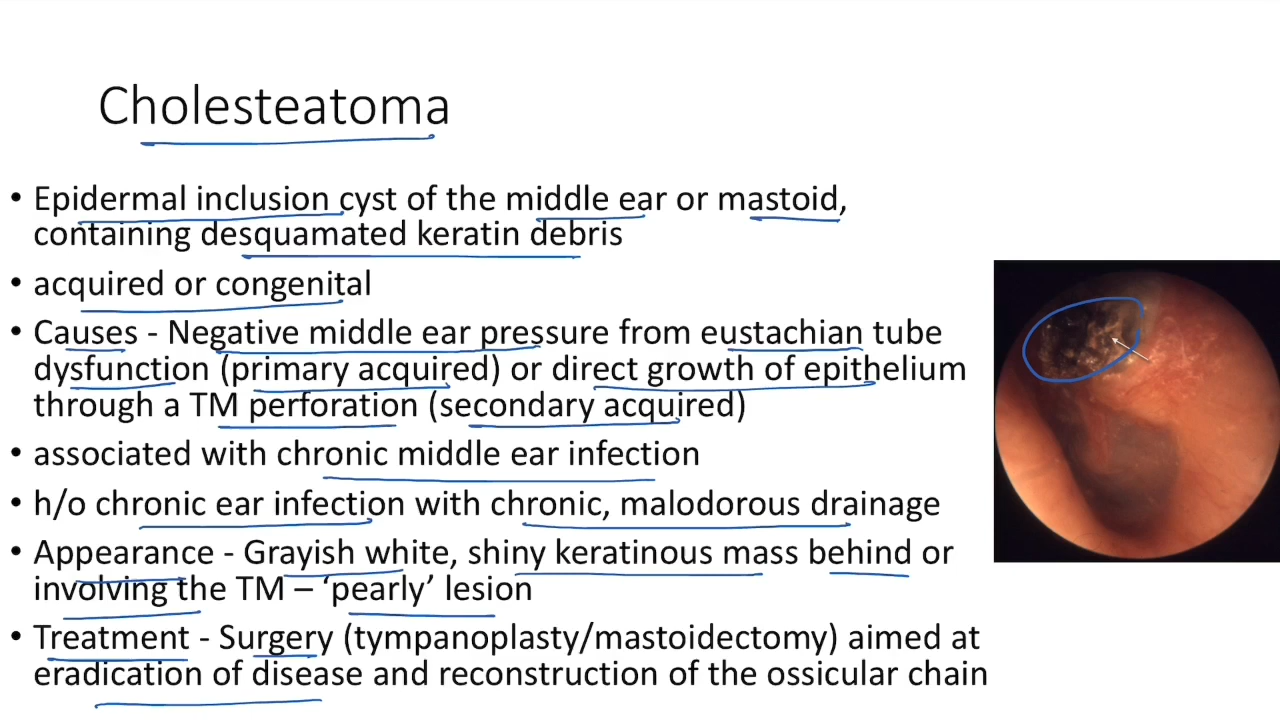 Cholesteatoma
• Epidermal inclusion cyst of the middle ear or mastoid,
containing desquamated keratin debris
• acquired or congenital
• Causes - Negative middle ear pressure from eustachian tube
dysfunction (primary acquired) or direct growth of epithelium
through a TM perforation (secondary acquired)
• associated with chronic middle ear infection
• h/o chronic ear infection with chronic, malodorous drainage
• Appearance - Grayish white, shiny keratinous mass behind or
involving the TM – ‘pearly’ lesion
• Treatment - Surgery (tympanoplasty/mastoidectomy) aimed at
eradication of disease and reconstruction of the ossicular chain